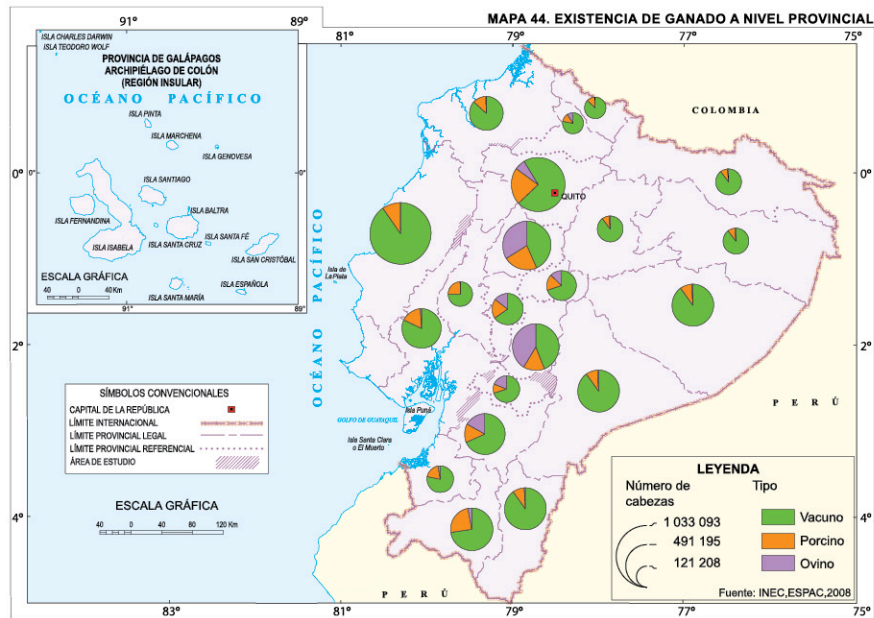 MAPA 44. EXISTENCIA DE GANADO A NIVEL PROVINCIAL
91°
89°
81°
79°
77°
75°
ISLA CHARLES DARWIN
ISLA TEODORO WOLF
PROVINCIA DE GALÁPAGOS
ARCHIPIÉLAGO DE COLÓN
(REGIÓN INSULAR)
OCÉANO PACÍFICO
ISLA PINTA
ISLA MARCHENA
ISLA GENOVESA
0°
0°
ISLA SANTIAGO
ISLA BALTRA
ISLA FERNANDINA
ISLA SANTA FÉ
ISLA SANTA CRUZ
ISLA ISABELA
ISLA SAN CRISTÓBAL
ESCALA GRÁFICA
40 0 40Km
ISLA SANTA MARÍA
ISLA ESPAÑOLA
91°
89°
COLOMBIA
0°
0°
QUITO
OCÉANO PACÍFICO
Isla de
La Plata
2°
2°
SÍMBOLOS CONVENCIONALES
CAPITAL DE LA REPÚBLICA
LÍMITE INTERNACIONAL
LÍMITE PROVINCIAL LEGAL
LÍMITE PROVINCIAL REFERENCIAL
ÁREA DE ESTUDIO
Isla Puná
GOLFO DE GUAYAQUIL
Isla Santa Clara
o El Muerto
PERÚ
ESCALA GRÁFICA
40 0 40 80 120 Km
4°
4°
LEYENDA
Número de
cabezas
Tipo
1 033 093
491 195
121 208
Vacuno
Porcino
Ovino
Fuente: INEC,ESPAC,2008
PERÚ
83°
81°
79°
77°
75°